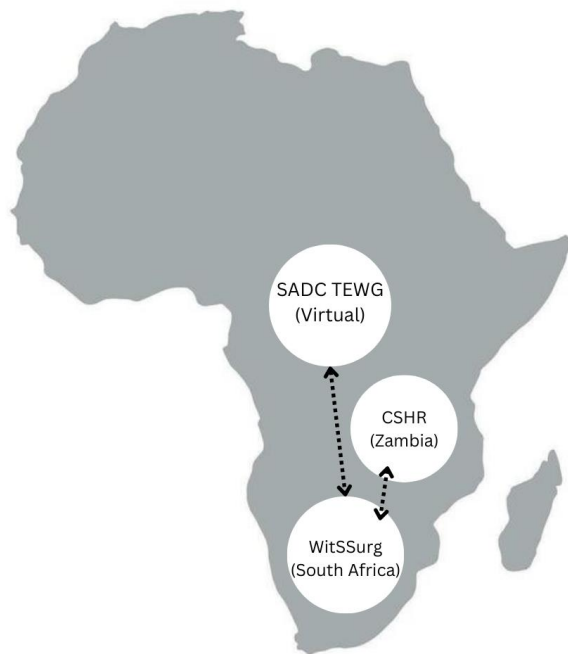 SADC TEWG
(Virtual)
CSHR
(Zambia)
WitSSurg
(South Africa)